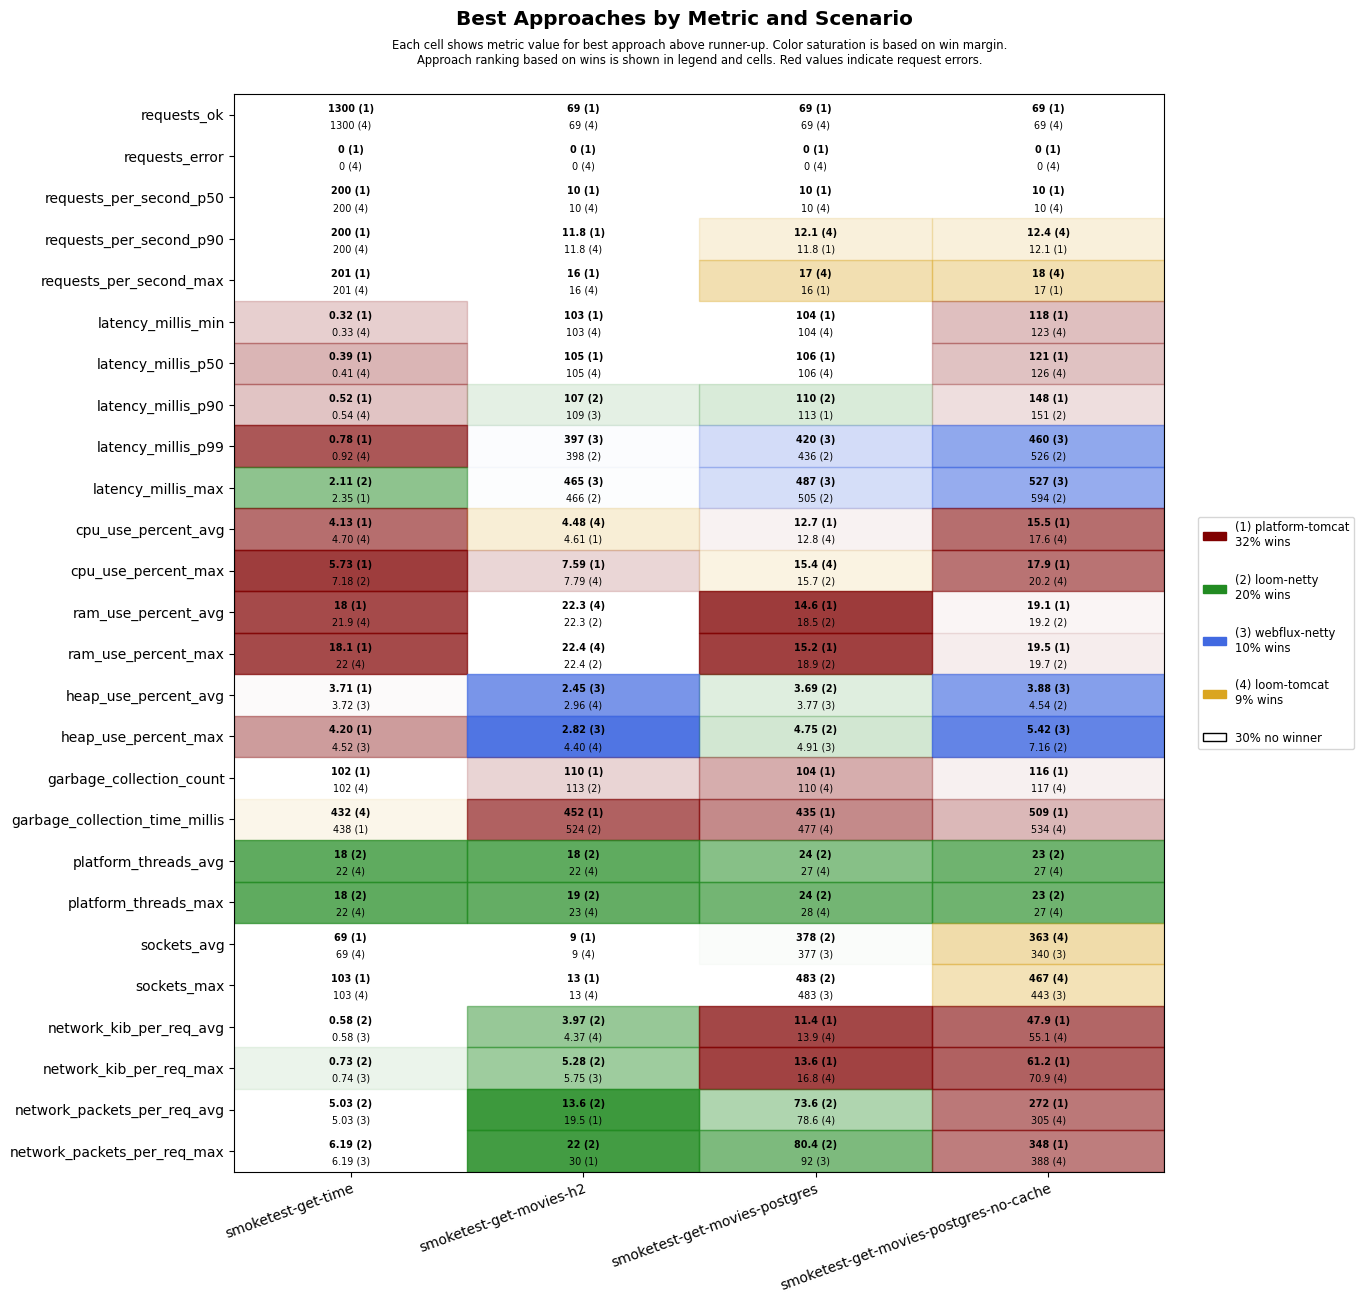 Best Approaches by Metric and Scenario
Each cell shows metric value for best approach above runner-up. Color saturation is based on win margin.
Approach ranking based on wins is shown in legend and cells. Red values indicate request errors.
requests_ok
1300 (1) 69 (1) 69 (1) 69 (1)
1300 (4) 69 (4) 69 (4) 69 (4)
requests_error
0 (1) 0 (1) 0 (1) 0 (1)
0 (4) 0 (4) 0 (4) 0 (4)
requests_per_second_p50
200 (1) 10 (1) 10 (1) 10 (1)
200 (4) 10 (4) 10 (4) 10 (4)
requests_per_second_p90
200 (1) 11.8 (1) 12.1 (4) 12.4 (4)
200 (4) 11.8 (4) 11.8 (1) 12.1 (1)
requests_per_second_max
201 (1) 16 (1) 17 (4) 18 (4)
201 (4) 16 (4) 16 (1) 17 (1)
latency_millis_min
0.32 (1) 103 (1) 104 (1) 118 (1)
0.33 (4) 103 (4) 104 (4) 123 (4)
latency_millis_p50
0.39 (1) 105 (1) 106 (1) 121 (1)
0.41 (4) 105 (4) 106 (4) 126 (4)
latency_millis_p90
0.52 (1) 107 (2) 110 (2) 148 (1)
0.54 (4) 109 (3) 113 (1) 151 (2)
latency_millis_p99
0.78 (1) 397 (3) 420 (3) 460 (3)
0.92 (4) 398 (2) 436 (2) 526 (2)
latency_millis_max
2.11 (2) 465 (3) 487 (3) 527 (3)
2.35 (1) 466 (2) 505 (2) 594 (2)
cpu_use_percent_avg
4.13 (1) 4.48 (4) 12.7 (1) 15.5 (1)
4.70 (4) 4.61 (1) 12.8 (4) 17.6 (4)
cpu_use_percent_max
5.73 (1) 7.59 (1) 15.4 (4) 17.9 (1)
7.18 (2) 7.79 (4) 15.7 (2) 20.2 (4)
ram_use_percent_avg
18 (1) 22.3 (4) 14.6 (1) 19.1 (1)
21.9 (4) 22.3 (2) 18.5 (2) 19.2 (2)
ram_use_percent_max
18.1 (1) 22.4 (4) 15.2 (1) 19.5 (1)
22 (4) 22.4 (2) 18.9 (2) 19.7 (2)
heap_use_percent_avg
3.71 (1) 2.45 (3) 3.69 (2) 3.88 (3)
3.72 (3) 2.96 (4) 3.77 (3) 4.54 (2)
heap_use_percent_max
4.20 (1) 2.82 (3) 4.75 (2) 5.42 (3)
4.52 (3) 4.40 (4) 4.91 (3) 7.16 (2)
garbage_collection_count
102 (1) 110 (1) 104 (1) 116 (1)
102 (4) 113 (2) 110 (4) 117 (4)
garbage_collection_time_millis
432 (4) 452 (1) 435 (1) 509 (1)
438 (1) 524 (2) 477 (4) 534 (4)
platform_threads_avg
18 (2) 18 (2) 24 (2) 23 (2)
22 (4) 22 (4) 27 (4) 27 (4)
platform_threads_max
18 (2) 19 (2) 24 (2) 23 (2)
22 (4) 23 (4) 28 (4) 27 (4)
sockets_avg
69 (1) 9 (1) 378 (2) 363 (4)
69 (4) 9 (4) 377 (3) 340 (3)
sockets_max
103 (1) 13 (1) 483 (2) 467 (4)
103 (4) 13 (4) 483 (3) 443 (3)
network_kib_per_req_avg
0.58 (2) 3.97 (2) 11.4 (1) 47.9 (1)
0.58 (3) 4.37 (4) 13.9 (4) 55.1 (4)
network_kib_per_req_max
0.73 (2) 5.28 (2) 13.6 (1) 61.2 (1)
0.74 (3) 5.75 (3) 16.8 (4) 70.9 (4)
network_packets_per_req_avg
5.03 (2) 13.6 (2) 73.6 (2) 272 (1)
5.03 (3) 19.5 (1) 78.6 (4) 305 (4)
network_packets_per_req_max
6.19 (2) 22 (2) 80.4 (2) 348 (1)
6.19 (3) 30 (1) 92 (3) 388 (4)
smoketest-get-time
smoketest-get-movies-h2
smoketest-get-movies-postgres
smoketest-get-movies-postgres-no-cache
(1) platform-tomcat
32% wins
(2) loom-netty
20% wins
(3) webflux-netty
10% wins
(4) loom-tomcat
9% wins
30% no winner